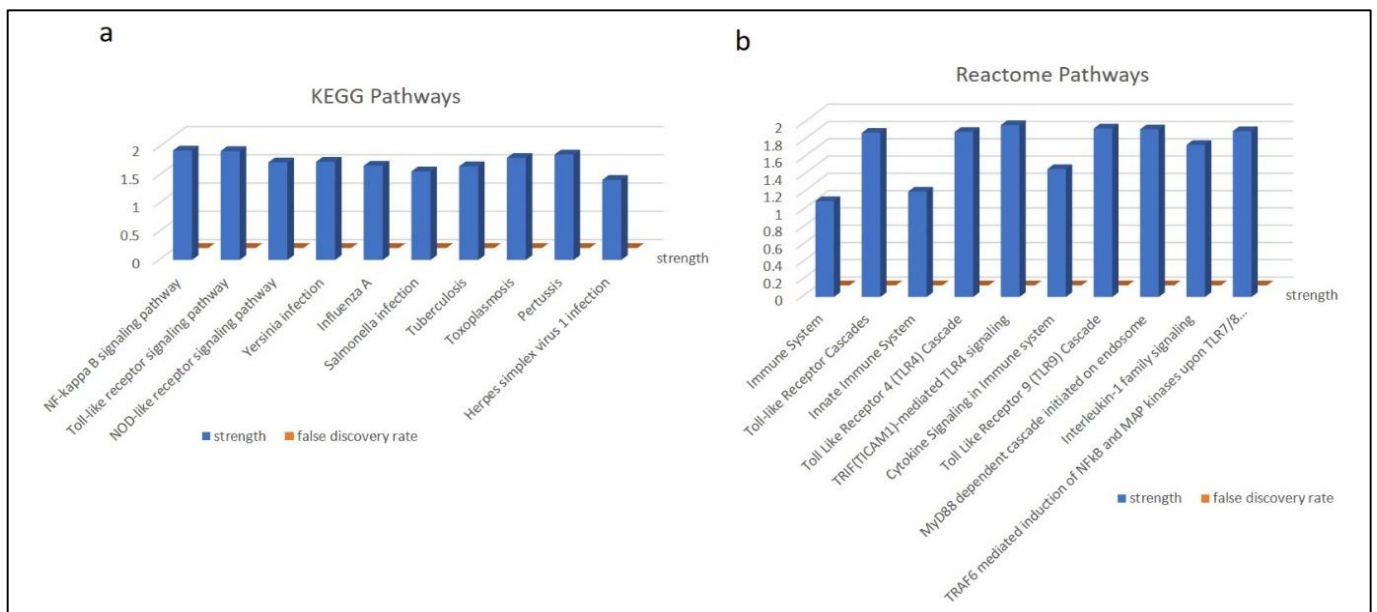 a
KEGG Pathways
2
1.5
1
0.5
0
strength
NF-kappa B signaling pathway
Toll-like receptor signaling pathway
NOD-like receptor signaling pathway
Yersinia infection
Influenza A
Salmonella infection
Tuberculosis
Toxoplasmosis
Pertussis
Herpes simplex virus 1 infection
strength false discovery rate
b
Reactome Pathways
2
1.8
1.6
1.4
1.2
1
0.8
0.6
0.4
0.2
0
strength
Immune System
Toll-like Receptor Cascades
Innate Immune System
Toll Like Receptor 4 (TLR4) Cascade
TRIF(TICAM1)-mediated TLR4 signaling
Cytokine Signaling in Immune system
Toll Like Receptor 9 (TLR9) Cascade
MyD88 dependent cascade initiated on endosome
Interleukin-1 family signaling
TRAF6 mediated induction of NFkB and MAP kinases upon TLR7/8...
strength false discovery rate